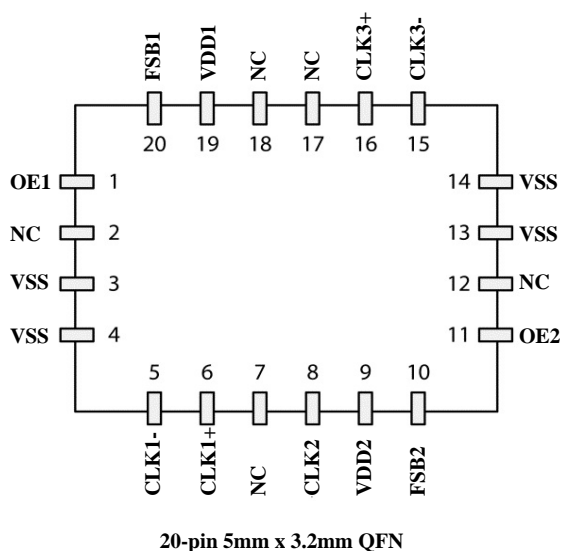 FSB1 VDD1 NC NC CLK3+ CLK3-
20 19 18 17 16 15
OE1 1 14 VSS
NC 2 13 VSS
VSS 3 12 NC
VSS 4 11 OE2
5 6 7 8 9 10
CLK1- CLK1+ NC CLK2 VDD2 FSB2
20-pin 5mm x 3.2mm QFN